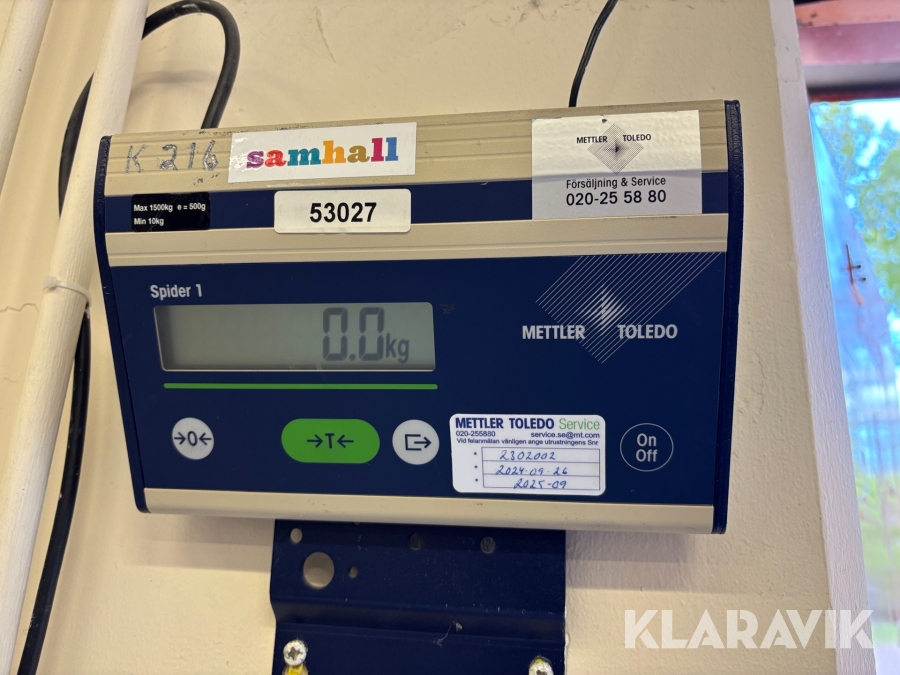 K 216
samhall
METTLER TOLEDO
Försäljning & Service
020-25 58 80
Max 1500kg e = 500g
Min 10kg
53027
Spider 1
0.0kg
METTLER TOLEDO
→0←
→T←
METTLER TOLEDO Service
020-255880 service.se@mt.com
Vid felanmälan vänligen ange utrustningens Snr
2302002
2024-09-26
2025-09
On
Off
KLARAVIK